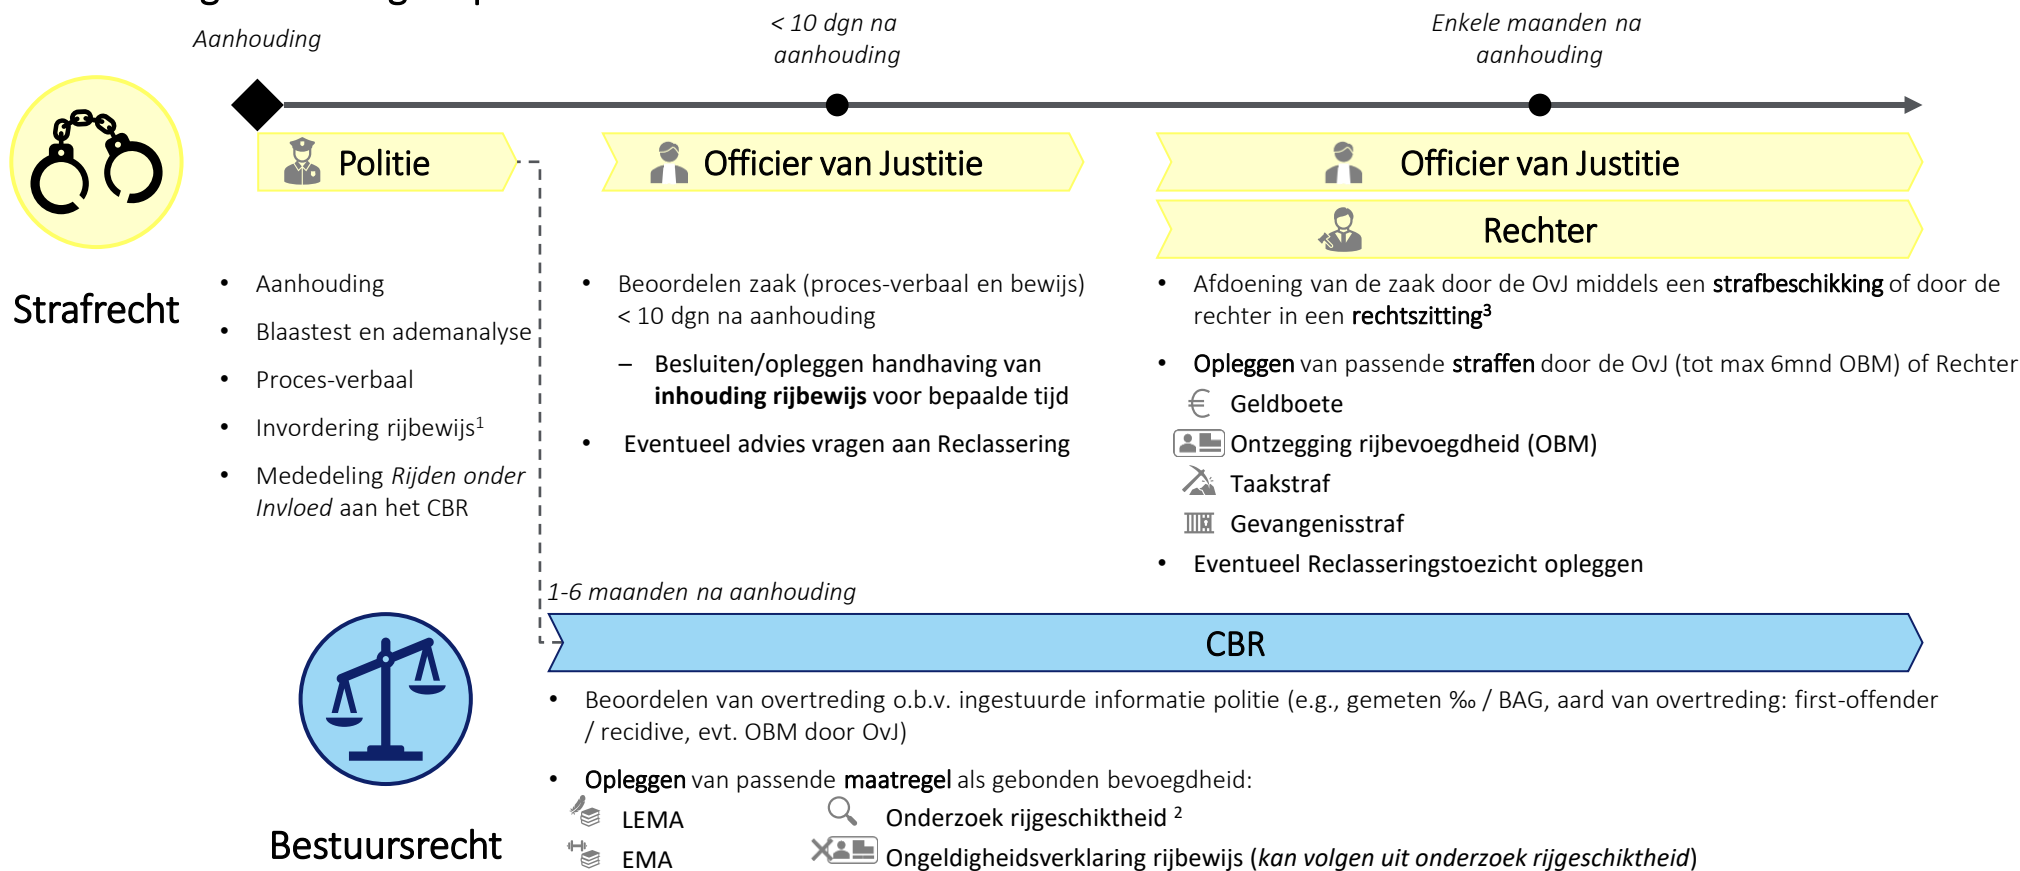 Aanhouding
< 10 dgn na
aanhouding
Enkele maanden na
aanhouding
Politie
Officier van Justitie
Officier van Justitie
Rechter
Strafrecht
• Aanhouding
• Blaastest en ademanalyse
• Proces-verbaal
• Invordering rijbewijs¹
• Mededeling Rijden onder
Invloed aan het CBR
• Beoordelen zaak (proces-verbaal en bewijs)
< 10 dgn na aanhouding
– Besluiten/opleggen handhaving van
inhouding rijbewijs voor bepaalde tijd
• Eventueel advies vragen aan Reclassering
• Afdoening van de zaak door de OvJ middels een strafbeschikking of door de
rechter in een rechtszitting³
• Opleggen van passende straffen door de OvJ (tot max 6mnd OBM) of Rechter
€ Geldboete
Ontzegging rijbevoegdheid (OBM)
Taakstraf
Gevangenisstraf
• Eventueel Reclasseringstoezicht opleggen
1-6 maanden na aanhouding
CBR
Bestuursrecht
• Beoordelen van overtreding o.b.v. ingestuurde informatie politie (e.g., gemeten ‰ / BAG, aard van overtreding: first-offender
/ recidive, evt. OBM door OvJ)
• Opleggen van passende maatregel als gebonden bevoegdheid:
LEMA
EMA
Onderzoek rijgeschiktheid ²
Ongeldigheidsverklaring rijbewijs (kan volgen uit onderzoek rijgeschiktheid)